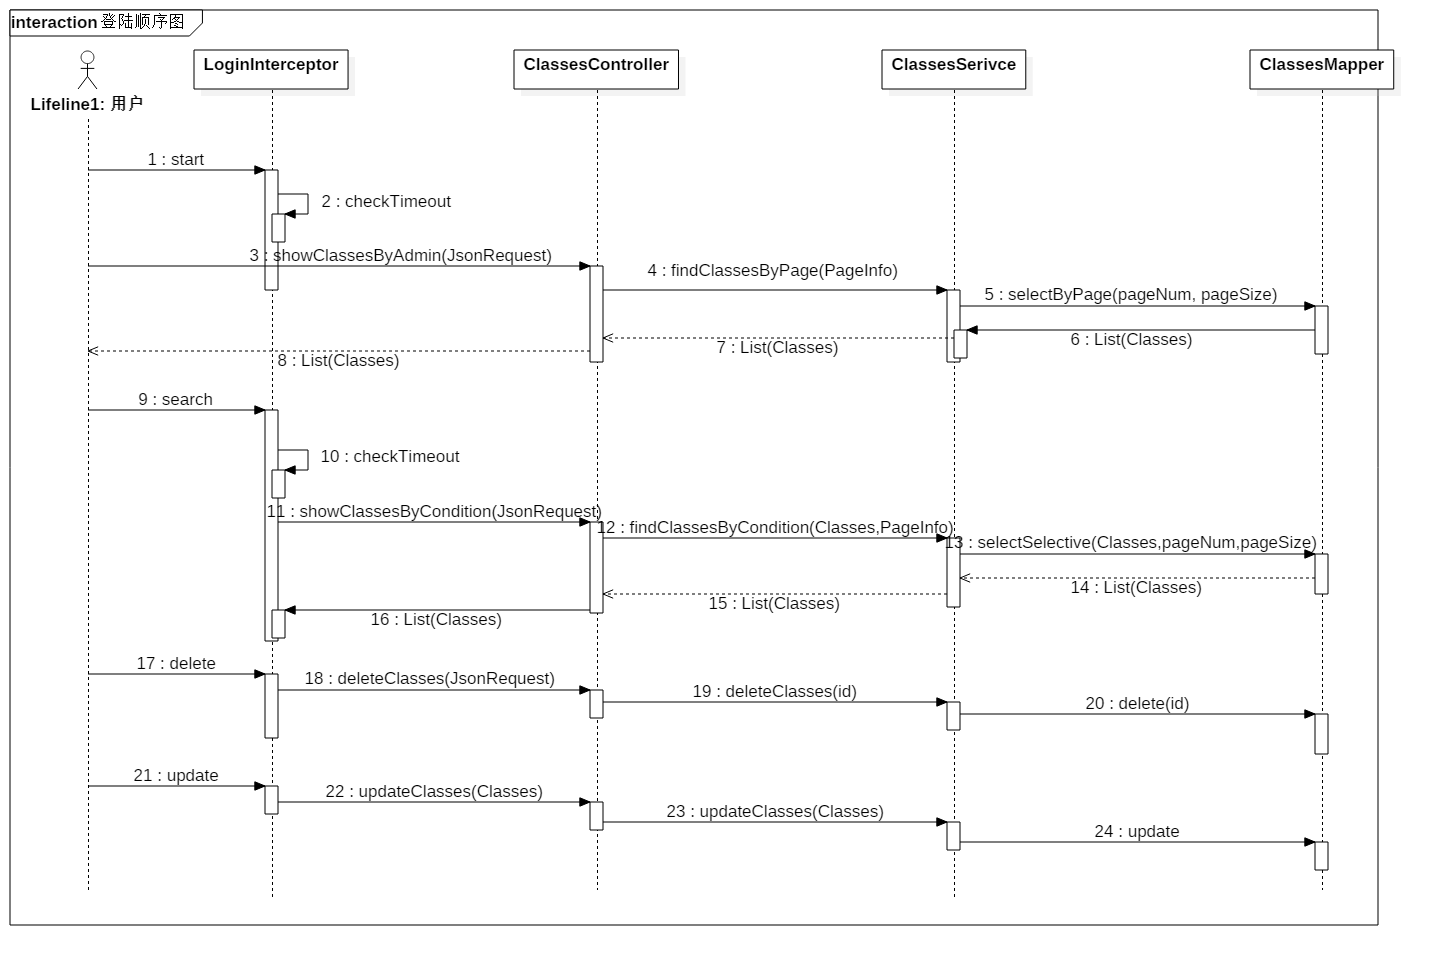 interaction 登陆顺序图
LoginInterceptor
ClassesController
ClassesSerivce
ClassesMapper
Lifeline1: 用户
1 : start
2 : checkTimeout
3 : showClassesByAdmin(JsonRequest)
4 : findClassesByPage(PageInfo)
5 : selectByPage(pageNum, pageSize)
6 : List(Classes)
7 : List(Classes)
8 : List(Classes)
9 : search
10 : checkTimeout
11 : showClassesByCondition(JsonRequest)
12 : findClassesByCondition(Classes,PageInfo)
13 : selectSelective(Classes,pageNum,pageSize)
14 : List(Classes)
15 : List(Classes)
16 : List(Classes)
17 : delete
18 : deleteClasses(JsonRequest)
19 : deleteClasses(id)
20 : delete(id)
21 : update
22 : updateClasses(Classes)
23 : updateClasses(Classes)
24 : update